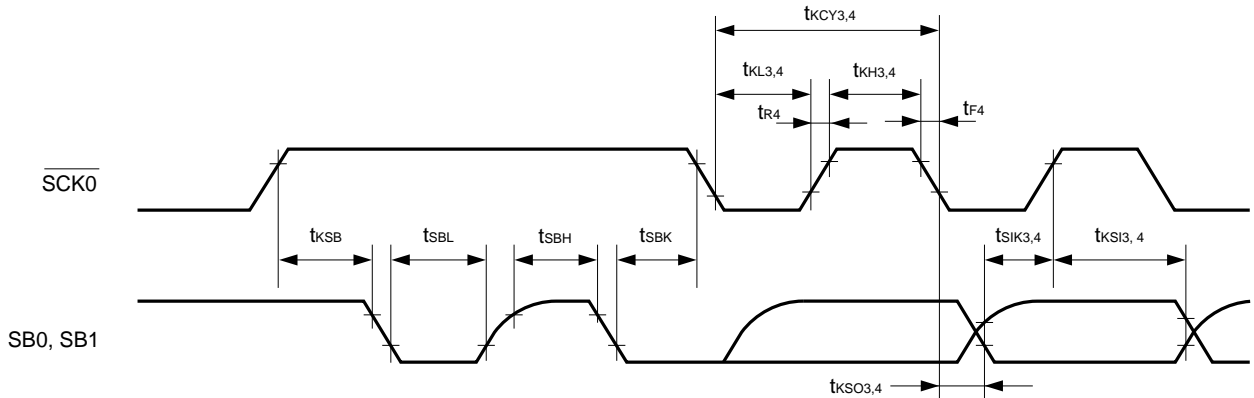 tKCY3,4
tKL3,4 tKH3,4
tR4 tF4
SCK0
tKSB tSBL tSBH tSBK tSIK3,4 tKSI3, 4
SB0, SB1
tKSO3,4